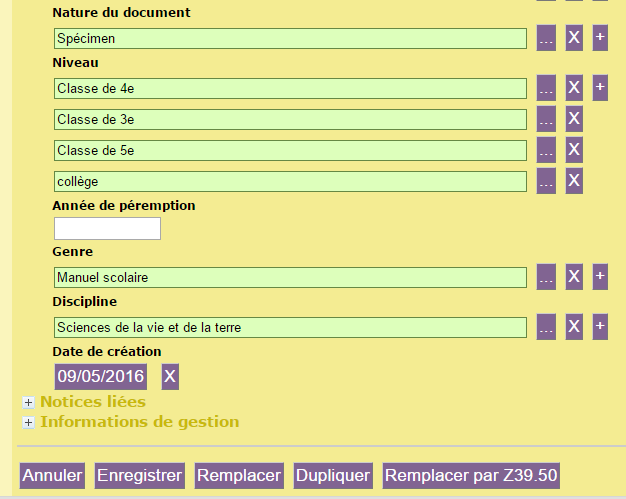 Nature du document
Spécimen ... X +
Niveau
Classe de 4e ... X +
Classe de 3e ... X
Classe de 5e ... X
collège ... X
Année de péremption
Genre
Manuel scolaire ... X +
Discipline
Sciences de la vie et de la terre ... X +
Date de création
09/05/2016 X
+ Notices liées
+ Informations de gestion
Annuler Enregistrer Remplacer Dupliquer Remplacer par Z39.50